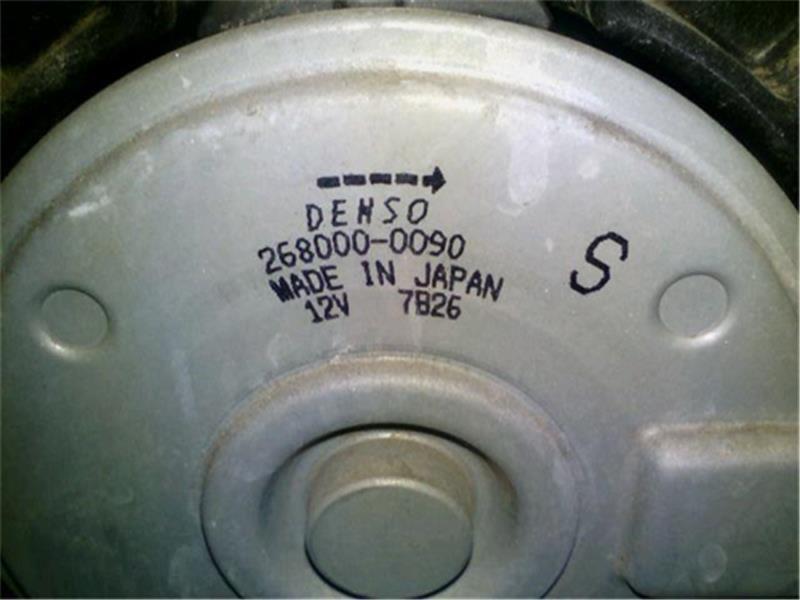 DENSO
268000-0090
MADE IN JAPAN
12V 7B26
S